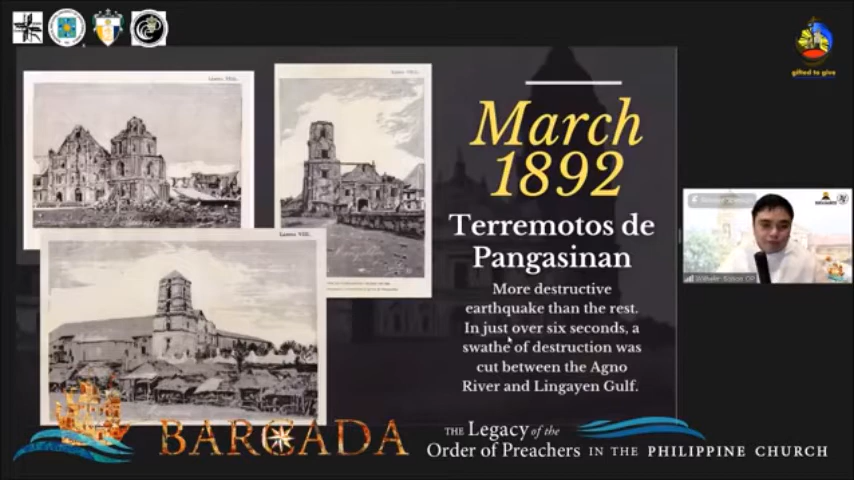 gifted to give
March
1892
Terremotos de
Pangasinan
More destructive
earthquake than the rest.
In just over six seconds, a
swathe of destruction was
cut between the Agno
River and Lingayen Gulf.
BARCADA
THE Legacy of the
Order of Preachers IN THE PHILIPPINE CHURCH